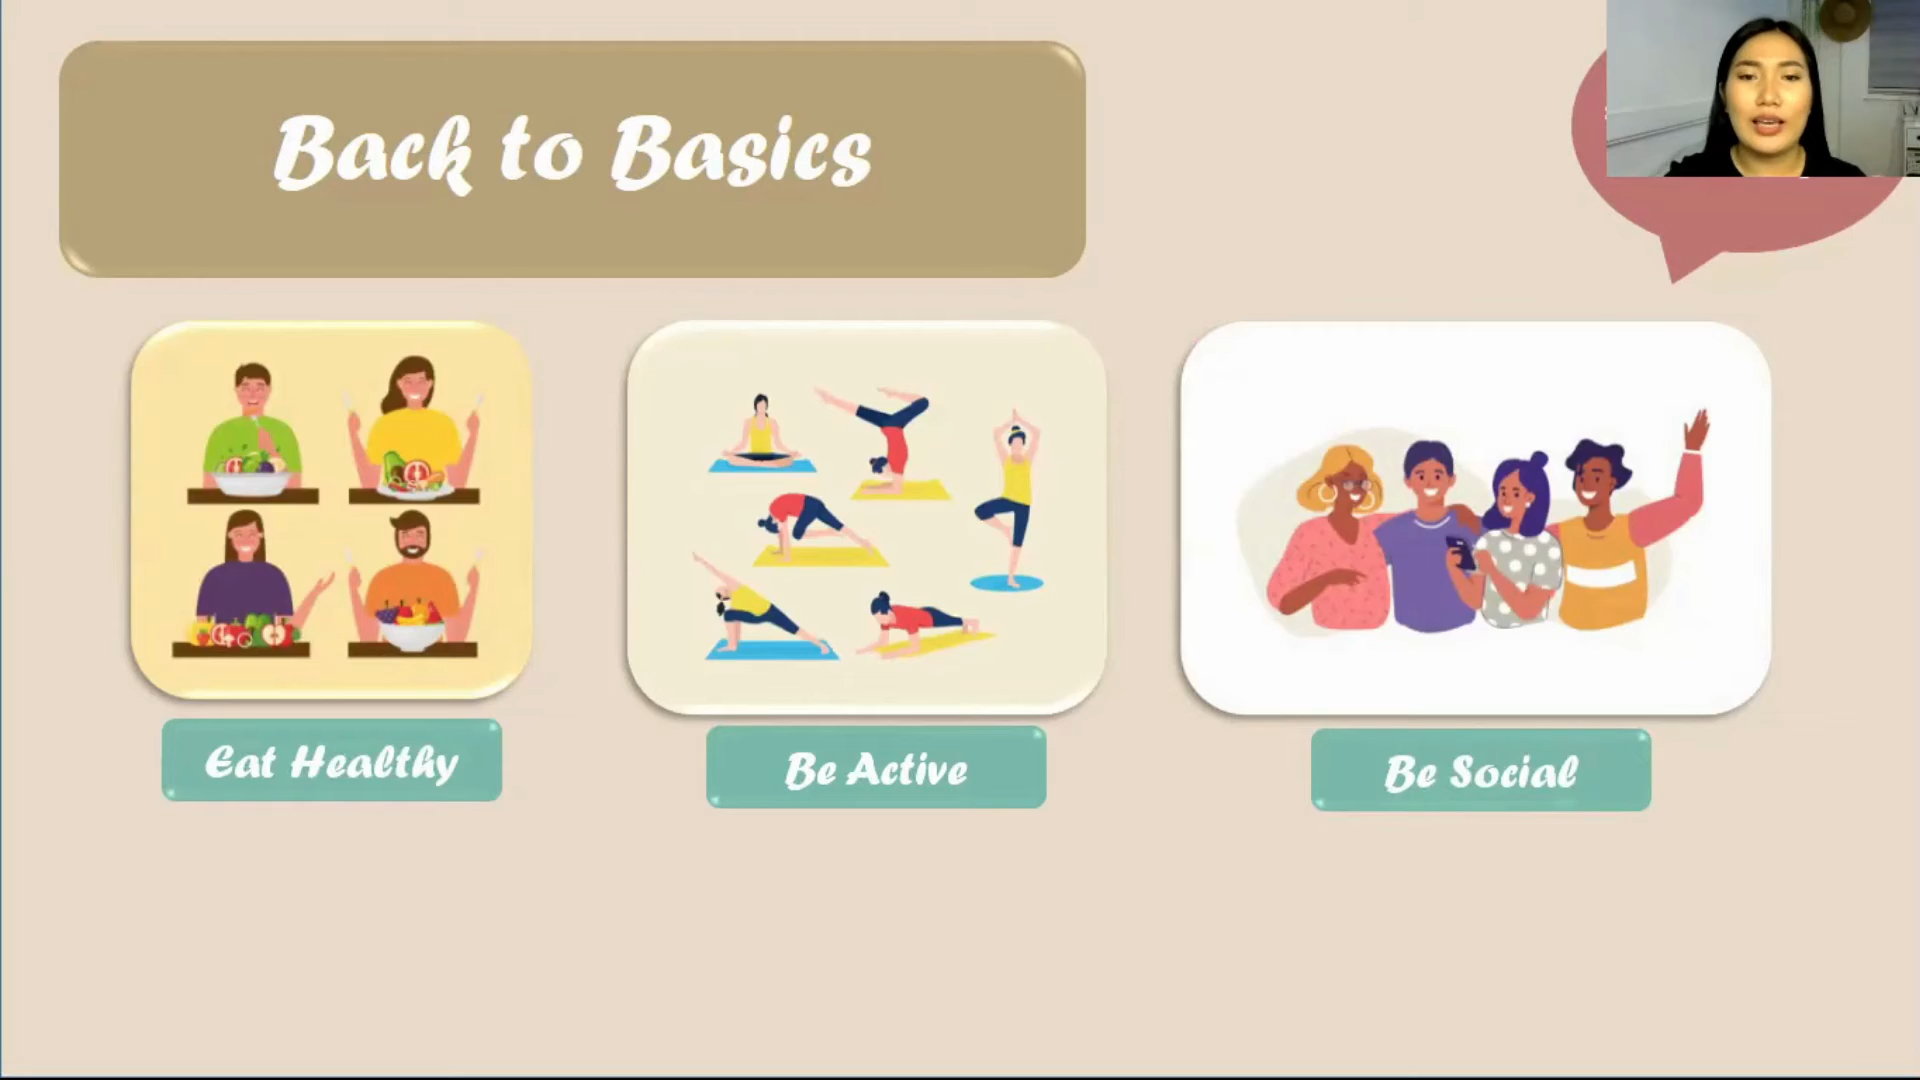 Back to Basics
Eat Healthy
Be Active
Be Social